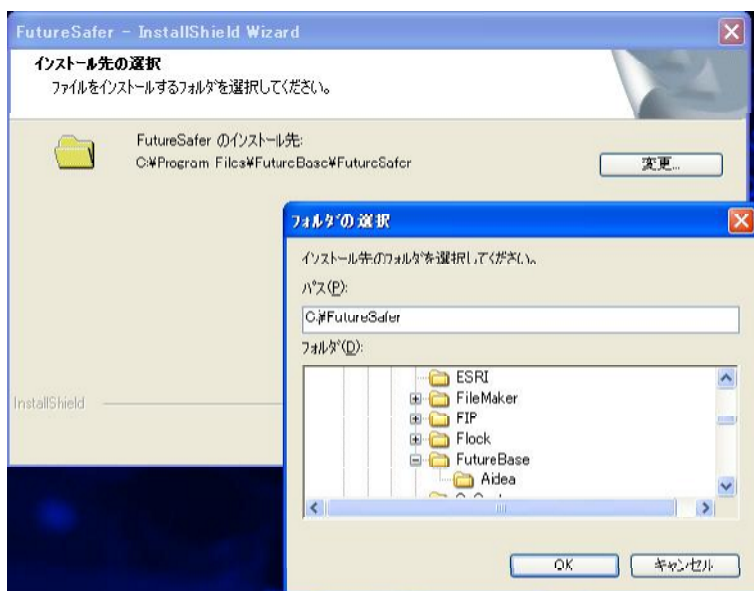 FutureSafer - InstallShield Wizard
インストール先の選択
ファイルをインストールするフォルダを選択してください。
FutureSafer のインストール先:
C:¥Program Files¥FutureBase¥FutureSafer
変更...
フォルダの選択
インストール先のフォルダを選択してください。
パス(P):
C:¥FutureSafer
フォルダ(D):
ESRI
FileMaker
FIP
Flock
FutureBase
Aidea
InstallShield
OK
キャンセル